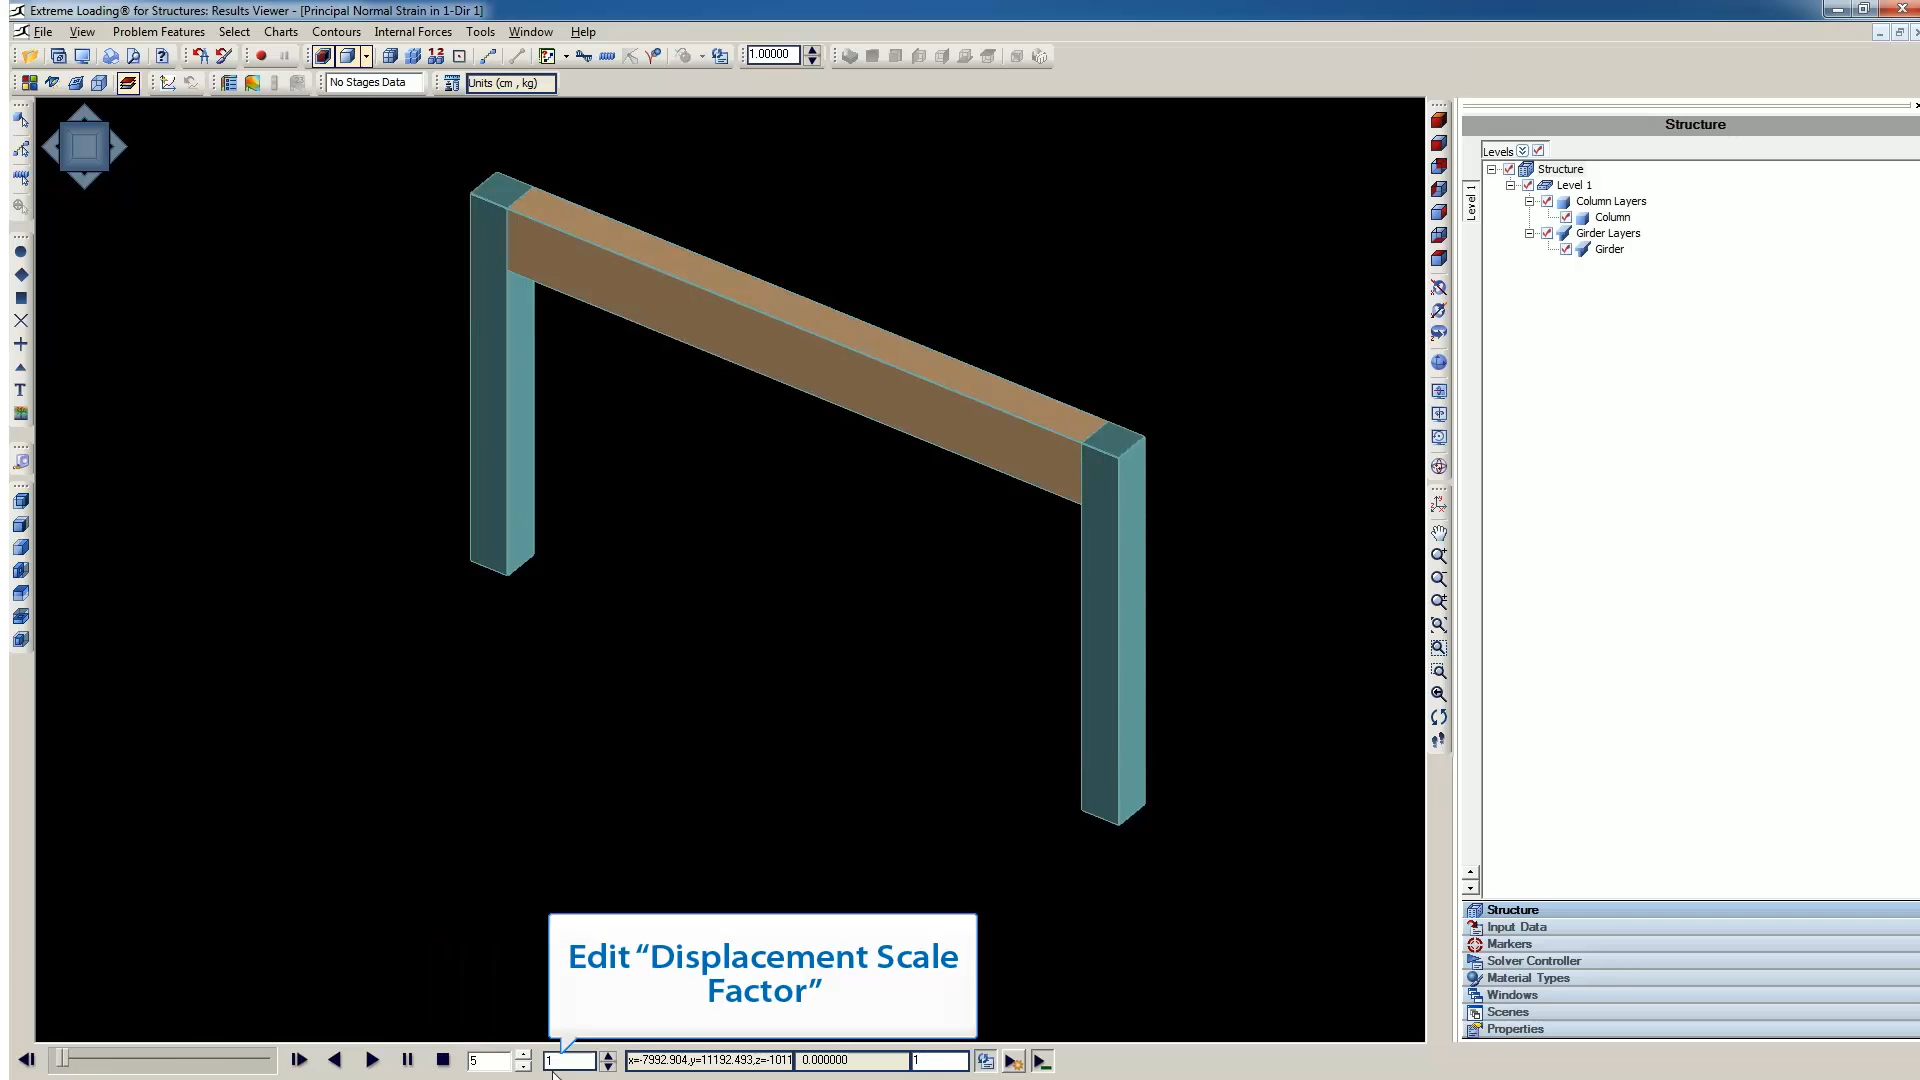 Extreme Loading® for Structures: Results Viewer - [Principal Normal Strain in 1-Dir 1]
File View Problem Features Select Charts Contours Internal Forces Tools Window Help
1.00000
No Stages Data Units (cm , kg)
Structure
Levels
Structure
Level 1
Level 1
Column Layers
Column
Girder Layers
Girder
T
Edit “Displacement Scale
Factor”
Structure
Input Data
Markers
Solver Controller
Material Types
Windows
Scenes
Properties
5 1 x=-7992.904,y=11192.493,z=-1011 0.000000 1